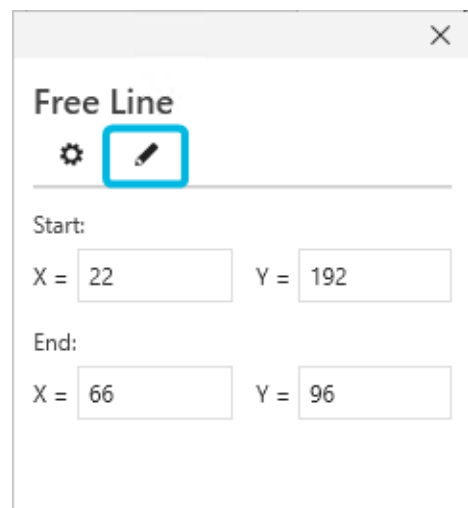 Free Line
Start:
X = 22 Y = 192
End:
X = 66 Y = 96